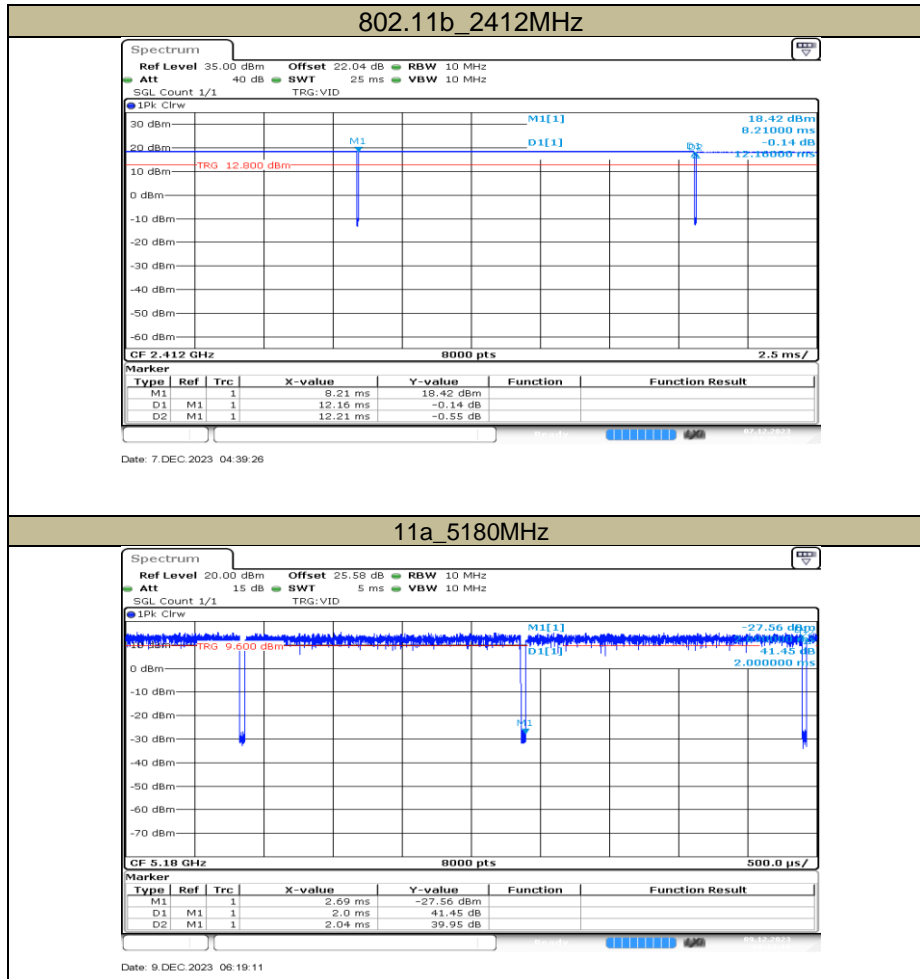 802.11b_2412MHz
Spectrum
Ref Level 35.00 dBm Offset 22.04 dB RBW 10 MHz
Att 40 dB SWT 25 ms VBW 10 MHz
SGL Count 1/1 TRG:VID
1Pk Clrw
M1[1] 18.42 dBm
8.21000 ms
D1[1] -0.14 dB
12.16000 ms
30 dBm
M1
20 dBm
TRG 12.800 dBm
10 dBm
0 dBm
-10 dBm
-20 dBm
-30 dBm
-40 dBm
-50 dBm
-60 dBm
CF 2.412 GHz 8000 pts 2.5 ms/
Marker
Type Ref Trc X-value Y-value Function Function Result
M1 1 8.21 ms 18.42 dBm
D1 M1 1 12.16 ms -0.14 dB
D2 M1 1 12.21 ms -0.55 dB
Date: 7.DEC.2023 04:39:26
11a_5180MHz
Spectrum
Ref Level 20.00 dBm Offset 25.58 dB RBW 10 MHz
Att 15 dB SWT 5 ms VBW 10 MHz
SGL Count 1/1 TRG:VID
1Pk Clrw
M1[1] -27.56 dBm
D1[1] 41.45 dB
2.000000 ms
10 dBm
TRG 9.600 dBm
0 dBm
-10 dBm
-20 dBm
M1
-30 dBm
-40 dBm
-50 dBm
-60 dBm
-70 dBm
CF 5.18 GHz 8000 pts 500.0 µs/
Marker
Type Ref Trc X-value Y-value Function Function Result
M1 1 2.69 ms -27.56 dBm
D1 M1 1 2.0 ms 41.45 dB
D2 M1 1 2.04 ms 39.95 dB
Date: 9.DEC.2023 06:19:11